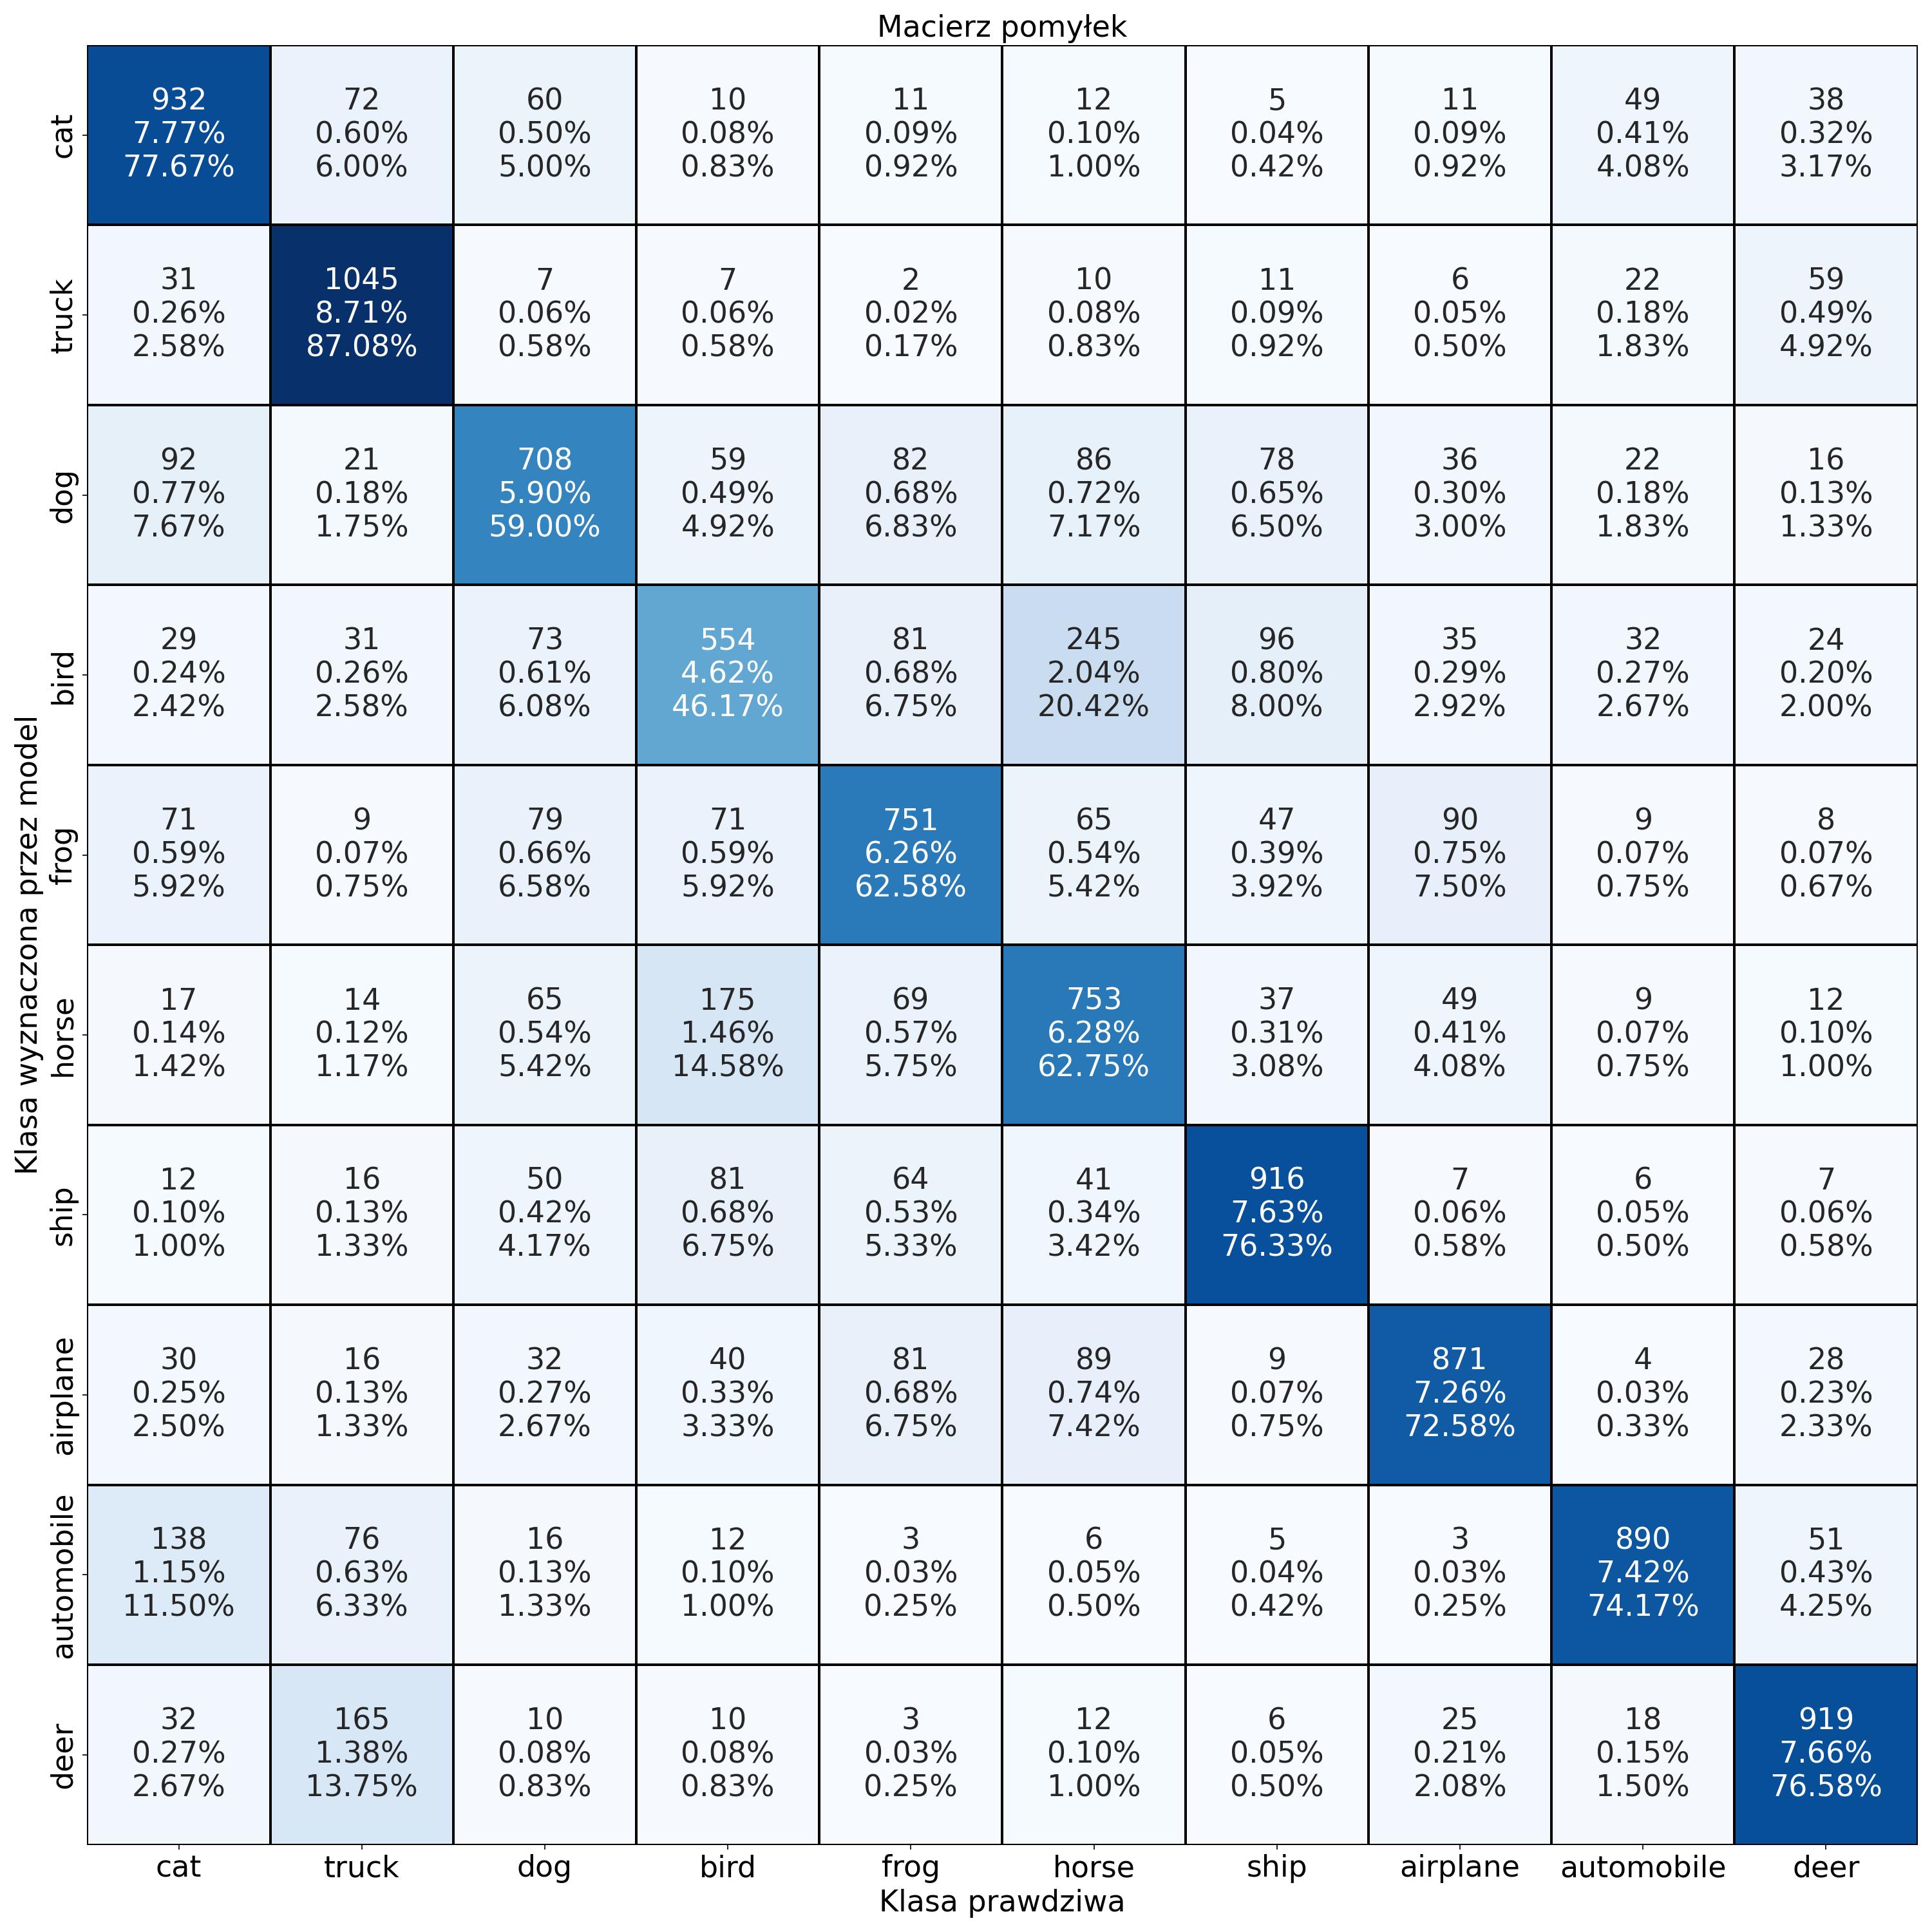 Macierz pomyłek
Klasa wyznaczona przez model
cat
932 72 60 10 11 12 5 11 49 38
7.77% 0.60% 0.50% 0.08% 0.09% 0.10% 0.04% 0.09% 0.41% 0.32%
77.67% 6.00% 5.00% 0.83% 0.92% 1.00% 0.42% 0.92% 4.08% 3.17%
truck
31 1045 7 7 2 10 11 6 22 59
0.26% 8.71% 0.06% 0.06% 0.02% 0.08% 0.09% 0.05% 0.18% 0.49%
2.58% 87.08% 0.58% 0.58% 0.17% 0.83% 0.92% 0.50% 1.83% 4.92%
dog
92 21 708 59 82 86 78 36 22 16
0.77% 0.18% 5.90% 0.49% 0.68% 0.72% 0.65% 0.30% 0.18% 0.13%
7.67% 1.75% 59.00% 4.92% 6.83% 7.17% 6.50% 3.00% 1.83% 1.33%
bird
29 31 73 554 81 245 96 35 32 24
0.24% 0.26% 0.61% 4.62% 0.68% 2.04% 0.80% 0.29% 0.27% 0.20%
2.42% 2.58% 6.08% 46.17% 6.75% 20.42% 8.00% 2.92% 2.67% 2.00%
frog
71 9 79 71 751 65 47 90 9 8
0.59% 0.07% 0.66% 0.59% 6.26% 0.54% 0.39% 0.75% 0.07% 0.07%
5.92% 0.75% 6.58% 5.92% 62.58% 5.42% 3.92% 7.50% 0.75% 0.67%
horse
17 14 65 175 69 753 37 49 9 12
0.14% 0.12% 0.54% 1.46% 0.57% 6.28% 0.31% 0.41% 0.07% 0.10%
1.42% 1.17% 5.42% 14.58% 5.75% 62.75% 3.08% 4.08% 0.75% 1.00%
ship
12 16 50 81 64 41 916 7 6 7
0.10% 0.13% 0.42% 0.68% 0.53% 0.34% 7.63% 0.06% 0.05% 0.06%
1.00% 1.33% 4.17% 6.75% 5.33% 3.42% 76.33% 0.58% 0.50% 0.58%
airplane
30 16 32 40 81 89 9 871 4 28
0.25% 0.13% 0.27% 0.33% 0.68% 0.74% 0.07% 7.26% 0.03% 0.23%
2.50% 1.33% 2.67% 3.33% 6.75% 7.42% 0.75% 72.58% 0.33% 2.33%
automobile
138 76 16 12 3 6 5 3 890 51
1.15% 0.63% 0.13% 0.10% 0.03% 0.05% 0.04% 0.03% 7.42% 0.43%
11.50% 6.33% 1.33% 1.00% 0.25% 0.50% 0.42% 0.25% 74.17% 4.25%
deer
32 165 10 10 3 12 6 25 18 919
0.27% 1.38% 0.08% 0.08% 0.03% 0.10% 0.05% 0.21% 0.15% 7.66%
2.67% 13.75% 0.83% 0.83% 0.25% 1.00% 0.50% 2.08% 1.50% 76.58%
cat truck dog bird frog horse ship airplane automobile deer
Klasa prawdziwa